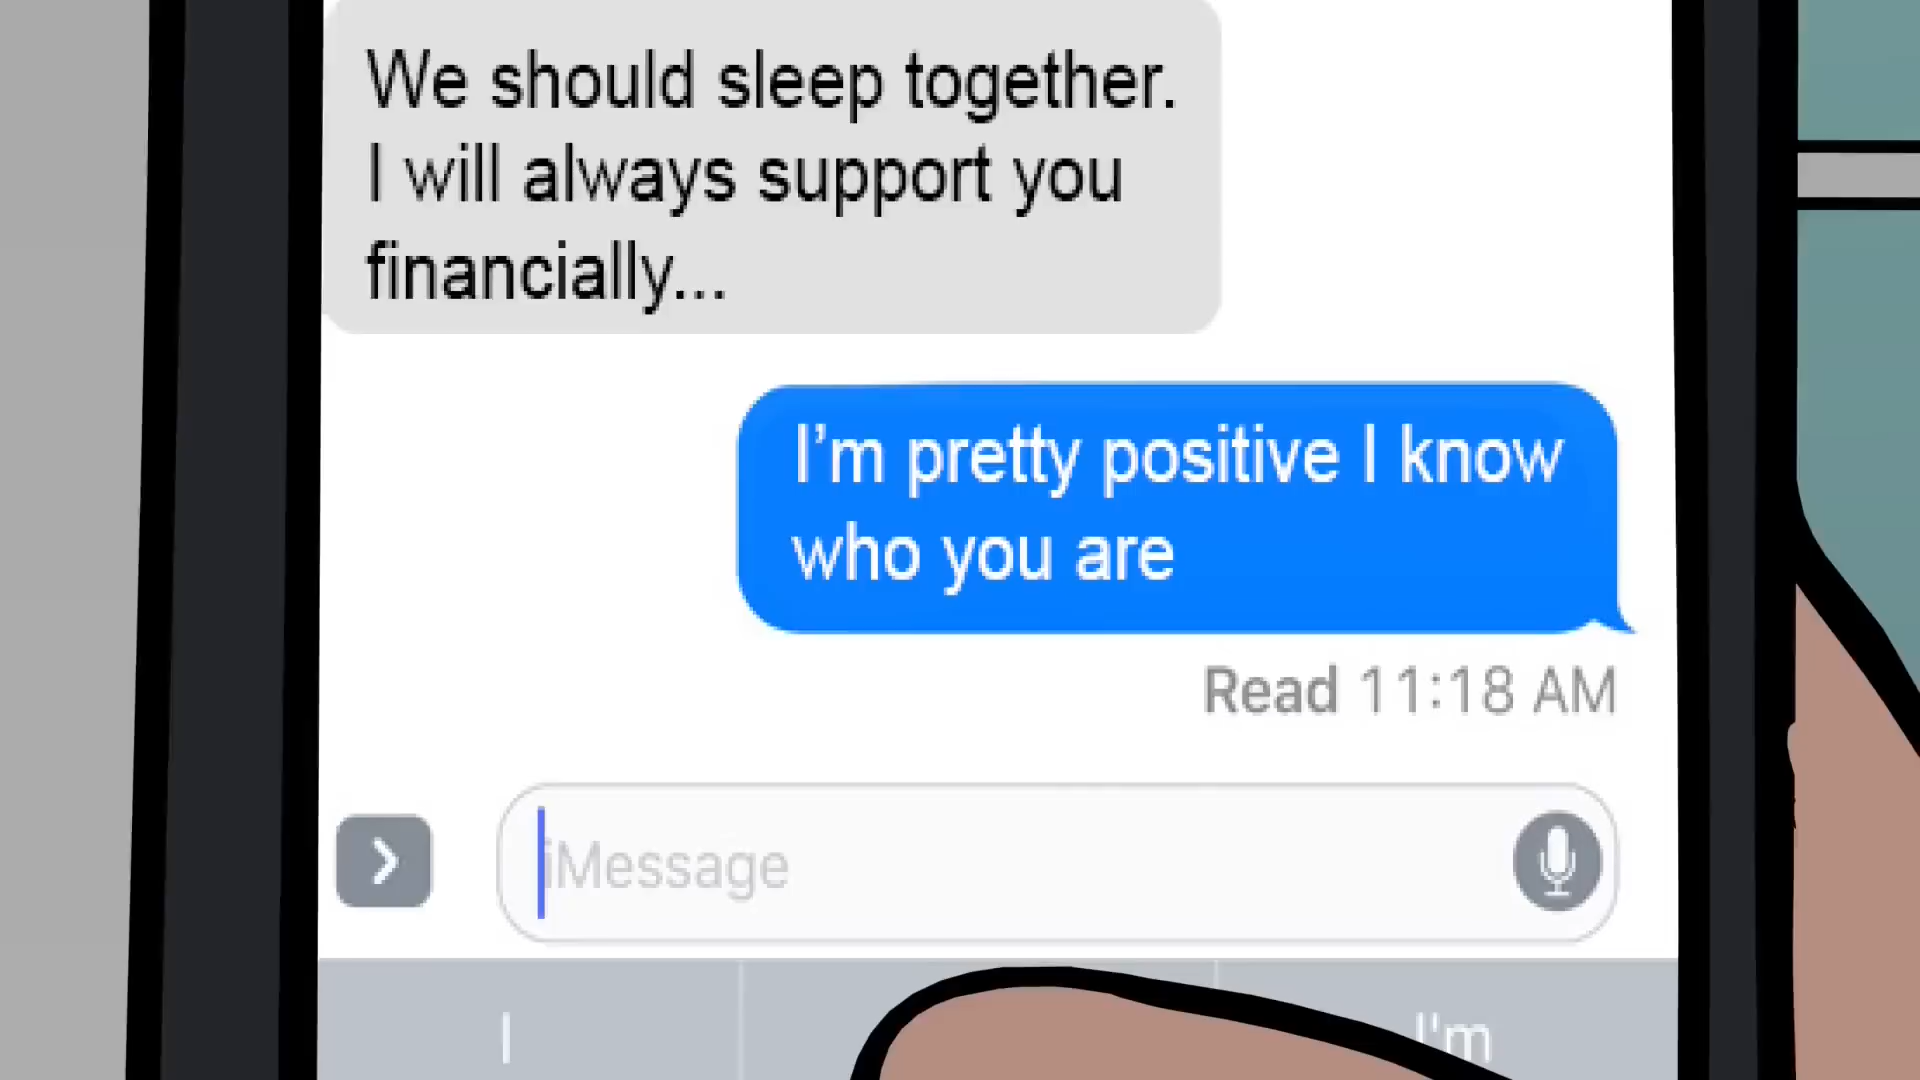 We should sleep together.
I will always support you
financially...
I’m pretty positive I know
who you are
Read 11:18 AM
iMessage
I
I'm